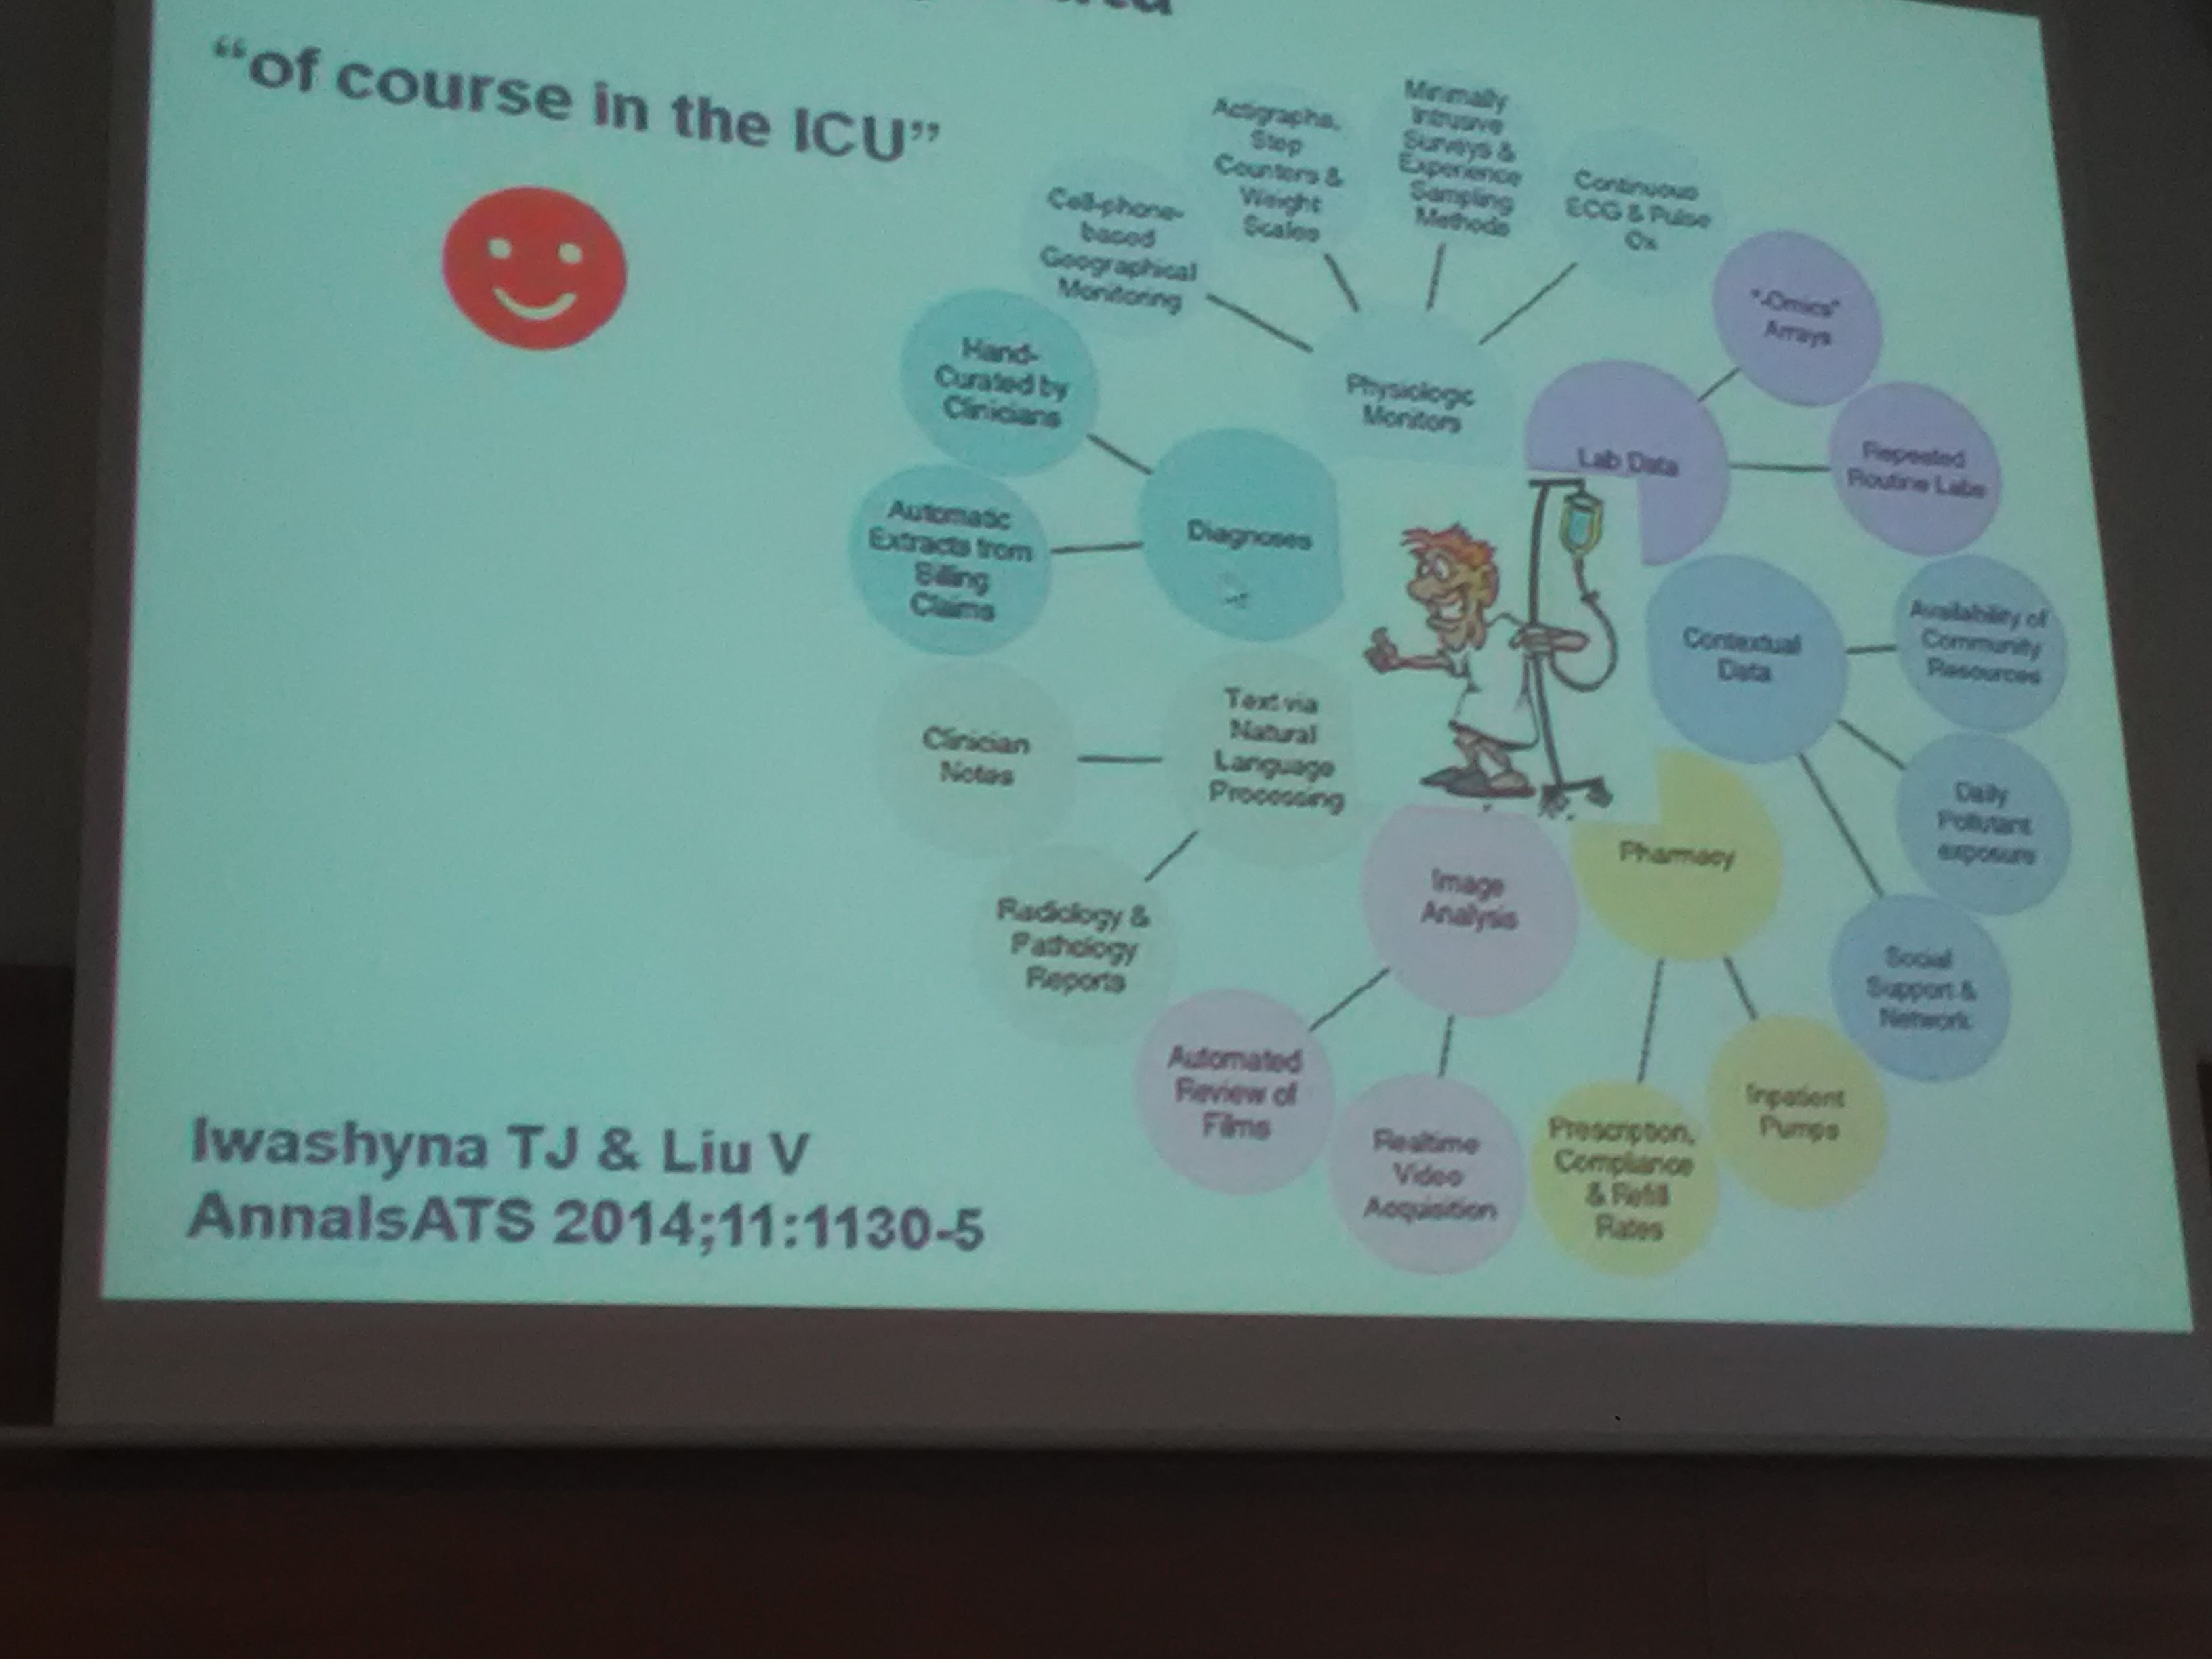 “of course in the ICU”
Cell-phone-
based
Geographical
Monitoring
Actigraphs,
Step
Counters &
Weight
Scales
Minimally
Intrusive
Surveys &
Experience
Sampling
Methods
Continuous
ECG & Pulse
Ox
"-Omics"
Arrays
Hand-
Curated by
Clinicians
Physiologic
Monitors
Lab Data
Repeated
Routine Labs
Automatic
Extracts from
Billing
Claims
Diagnoses
Contextual
Data
Availability of
Community
Resources
Clinician
Notes
Text via
Natural
Language
Processing
Daily
Pollutant
exposure
Radiology &
Pathology
Reports
Image
Analysis
Pharmacy
Social
Support &
Network
Automated
Review of
Films
Realtime
Video
Acquisition
Prescription,
Compliance
& Refill
Rates
Inpatient
Pumps
Iwashyna TJ & Liu V
AnnalsATS 2014;11:1130-5